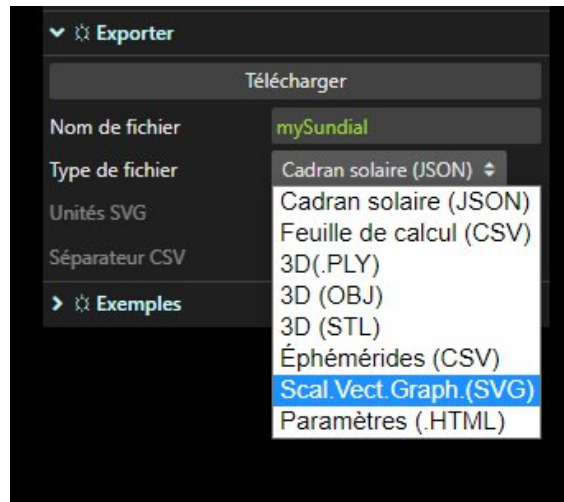 Exporter
Télécharger
Nom de fichier mySundial
Type de fichier Cadran solaire (JSON)
Cadran solaire (JSON)
Unités SVG
Feuille de calcul (CSV)
Séparateur CSV
3D(.PLY)
3D (OBJ)
Exemples
3D (STL)
Éphémérides (CSV)
Scal.Vect.Graph.(SVG)
Paramètres (.HTML)